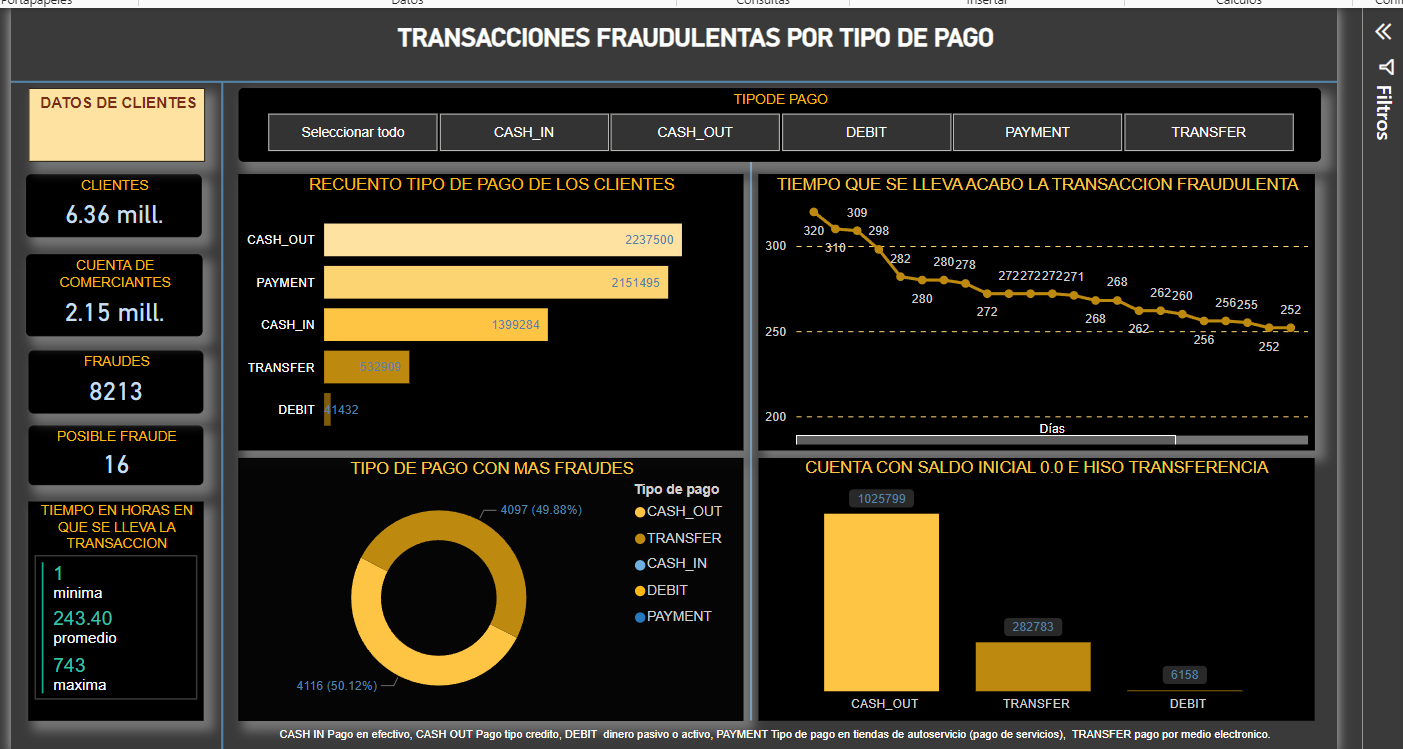 Portapapeles
Datos
Consultas
Insertar
Cálculos
TRANSACCIONES FRAUDULENTAS POR TIPO DE PAGO
Filtros
DATOS DE CLIENTES
CLIENTES
6.36 mill.
CUENTA DE
COMERCIANTES
2.15 mill.
FRAUDES
8213
POSIBLE FRAUDE
16
TIEMPO EN HORAS EN
QUE SE LLEVA LA
TRANSACCION
1
minima
243.40
promedio
743
maxima
TIPODE PAGO
Seleccionar todo
CASH_IN
CASH_OUT
DEBIT
PAYMENT
TRANSFER
RECUENTO TIPO DE PAGO DE LOS CLIENTES
CASH_OUT 2237500
PAYMENT 2151495
CASH_IN 1399284
TRANSFER 532909
DEBIT 41432
TIEMPO QUE SE LLEVA ACABO LA TRANSACCION FRAUDULENTA
300
250
200
320
310
309
298
282
280
280
278
272
272
272
272
271
268
268
262
262
260
256
256
255
252
252
Días
TIPO DE PAGO CON MAS FRAUDES
4097 (49.88%)
4116 (50.12%)
Tipo de pago
CASH_OUT
TRANSFER
CASH_IN
DEBIT
PAYMENT
CUENTA CON SALDO INICIAL 0.0 E HISO TRANSFERENCIA
1025799
282783
6158
CASH_OUT
TRANSFER
DEBIT
CASH IN Pago en efectivo, CASH OUT Pago tipo credito, DEBIT dinero pasivo o activo, PAYMENT Tipo de pago en tiendas de autoservicio (pago de servicios), TRANSFER pago por medio electronico.